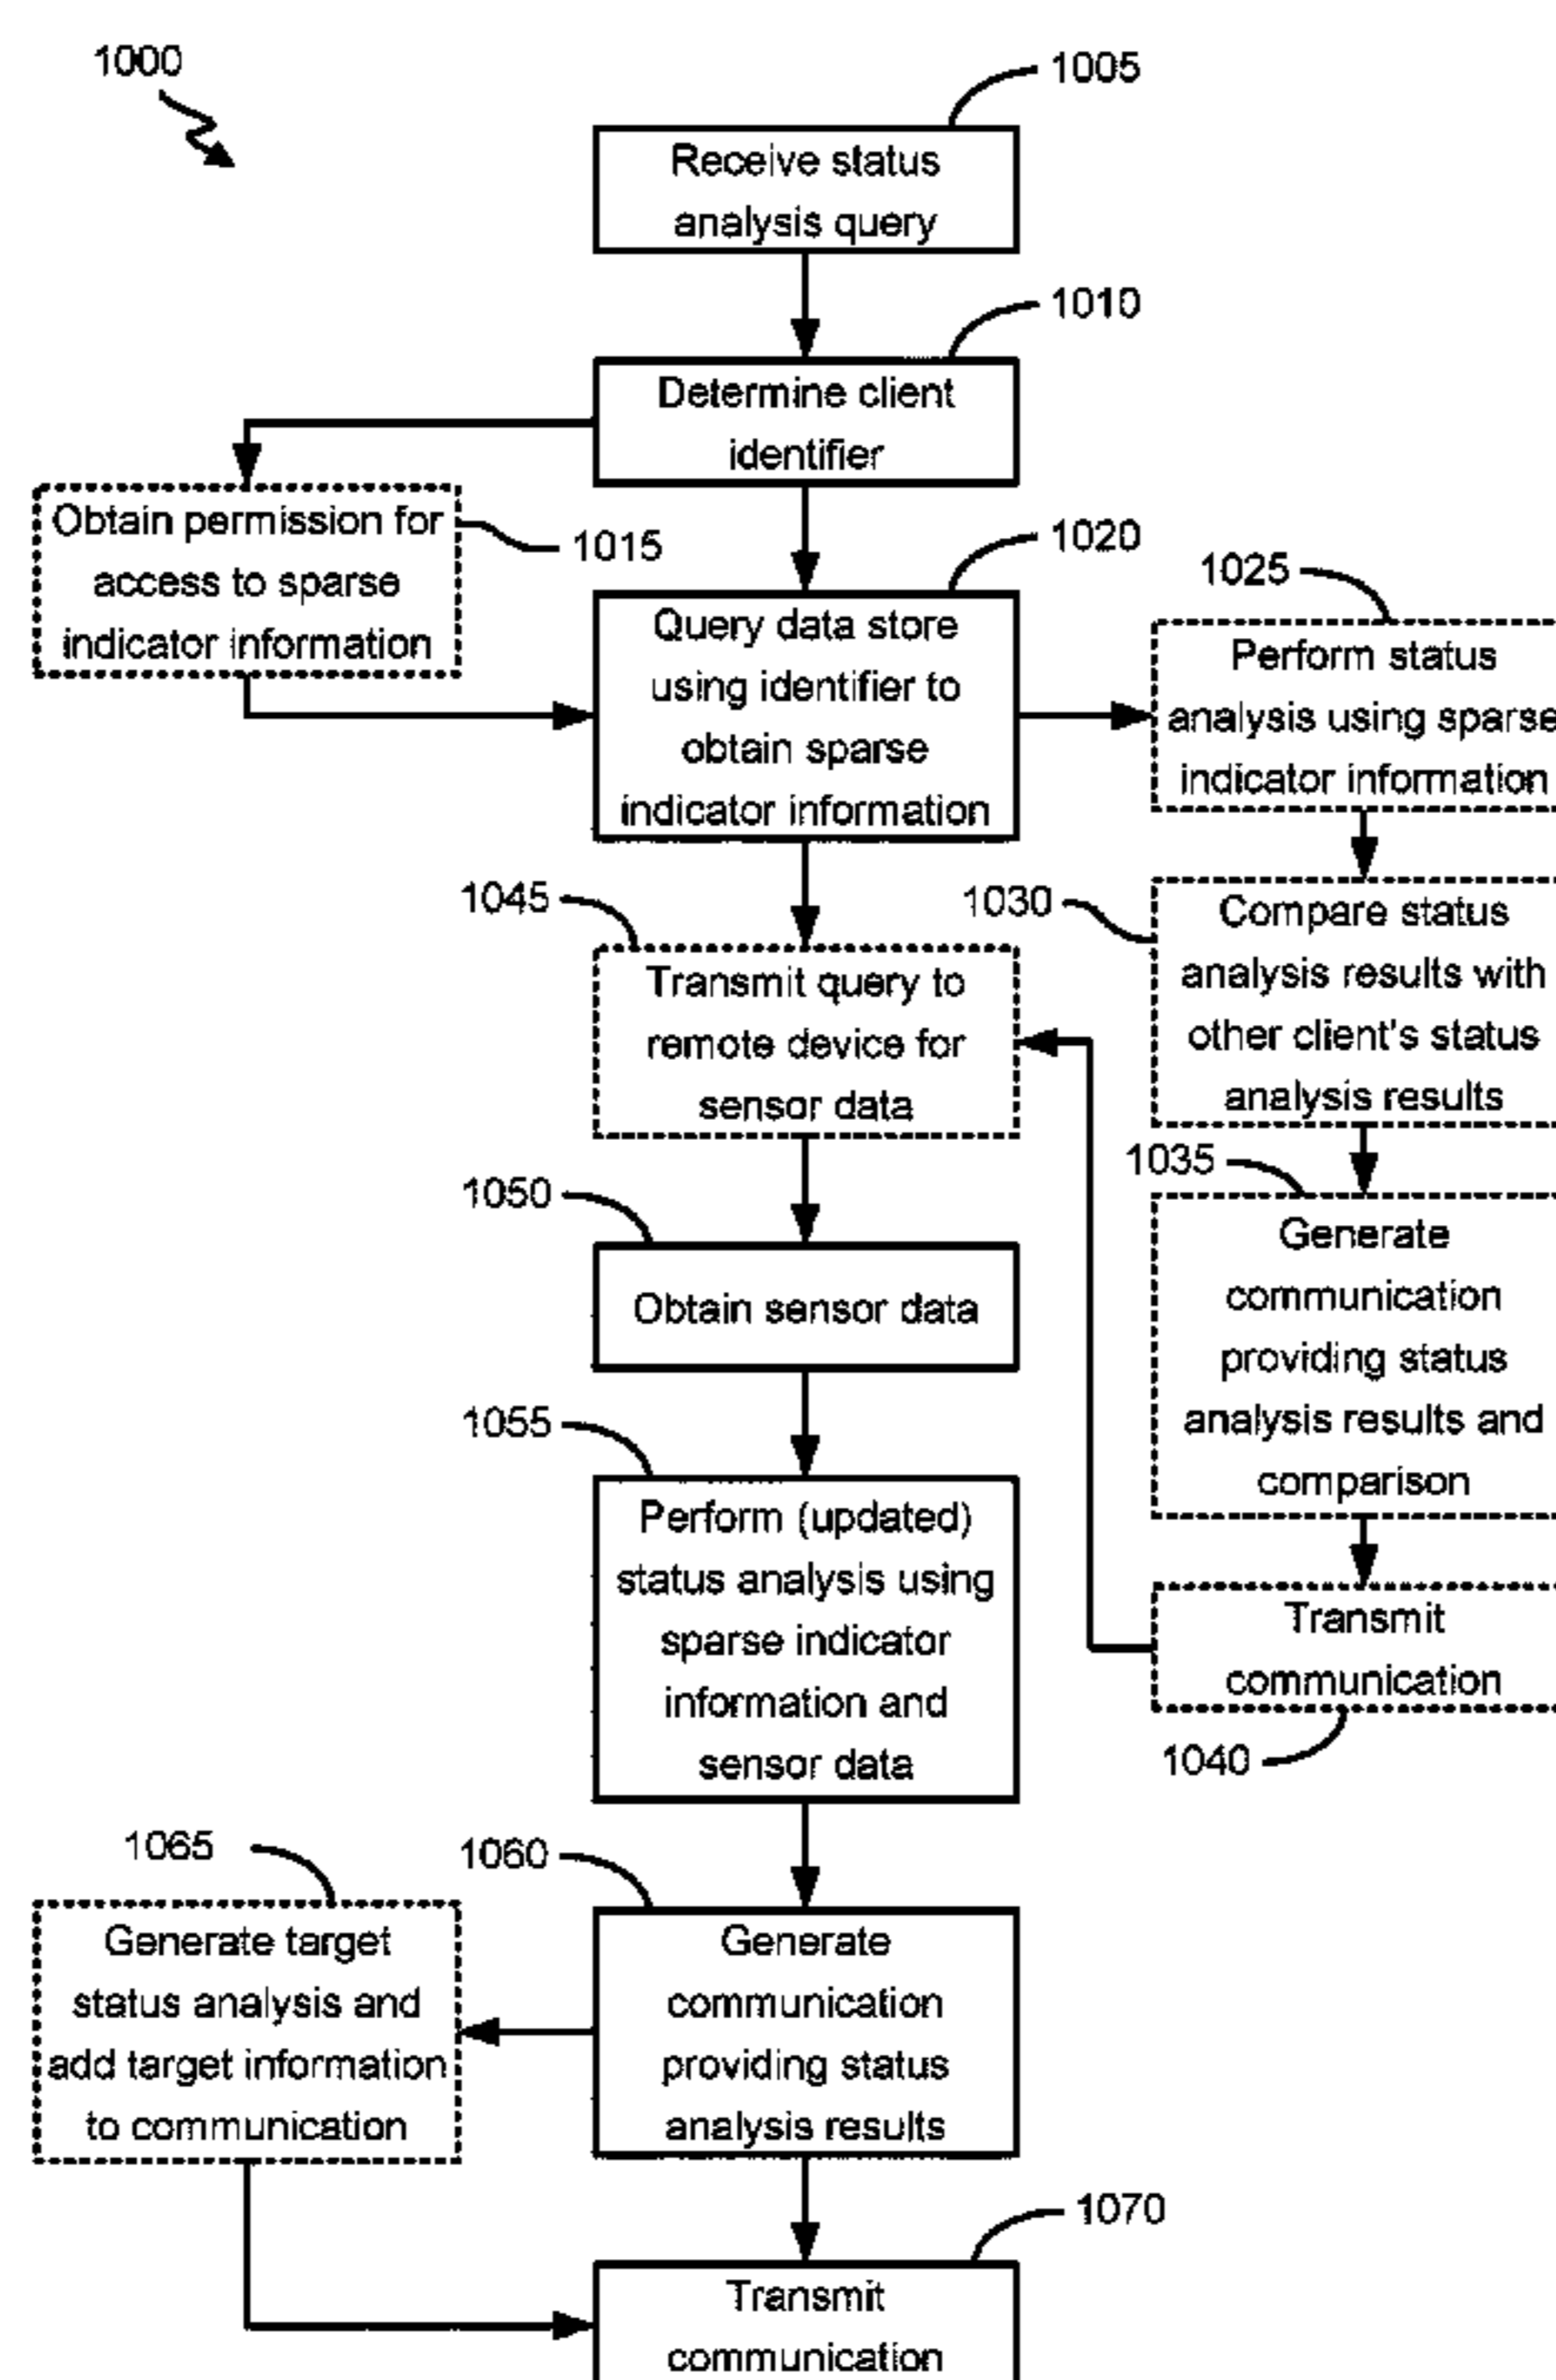 1000
1005
Receive status
analysis query
1010
Determine client
identifier
Obtain permission for
access to sparse
indicator information
1015
1020
Query data store
using identifier to
obtain sparse
indicator information
1025
Perform status
analysis using sparse
indicator information
1030
Compare status
analysis results with
other client's status
analysis results
1035
Generate
communication
providing status
analysis results and
comparison
Transmit
communication
1040
1045
Transmit query to
remote device for
sensor data
1050
Obtain sensor data
1055
Perform (updated)
status analysis using
sparse indicator
information and
sensor data
1060
Generate
communication
providing status
analysis results
1065
Generate target
status analysis and
add target information
to communication
1070
Transmit
communication